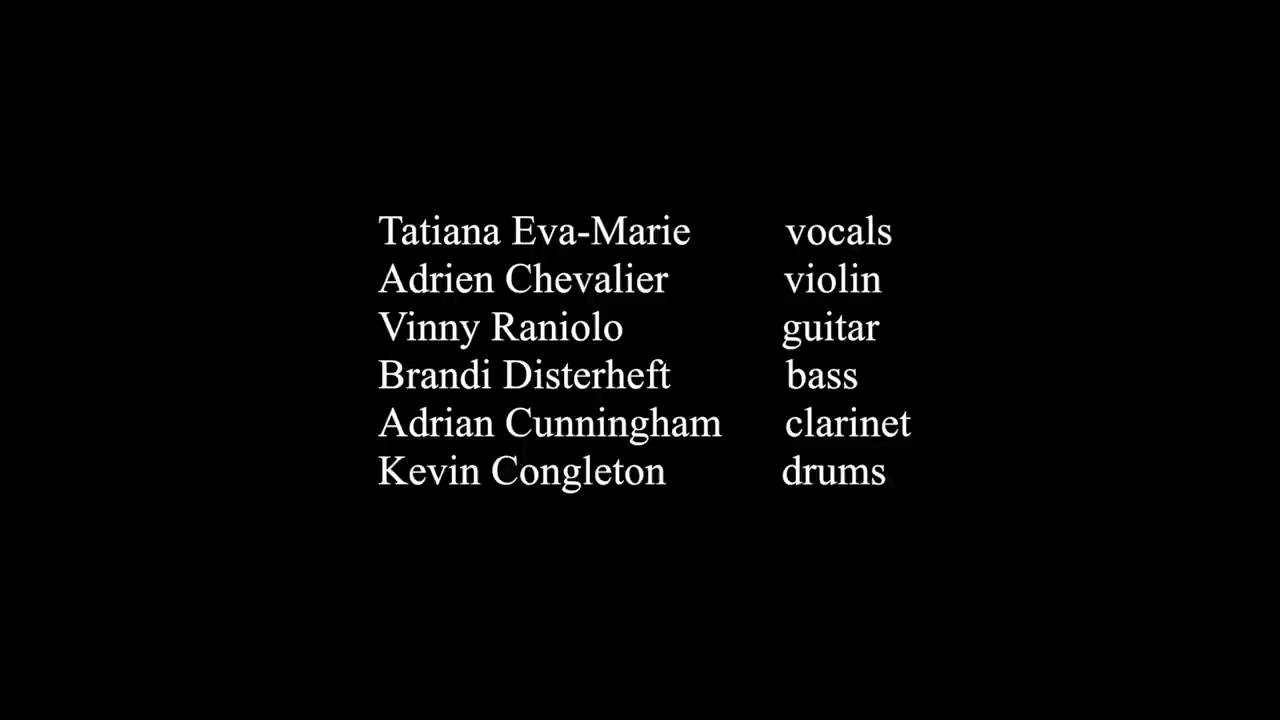 Tatiana Eva-Marie vocals
Adrien Chevalier violin
Vinny Raniolo guitar
Brandi Disterheft bass
Adrian Cunningham clarinet
Kevin Congleton drums